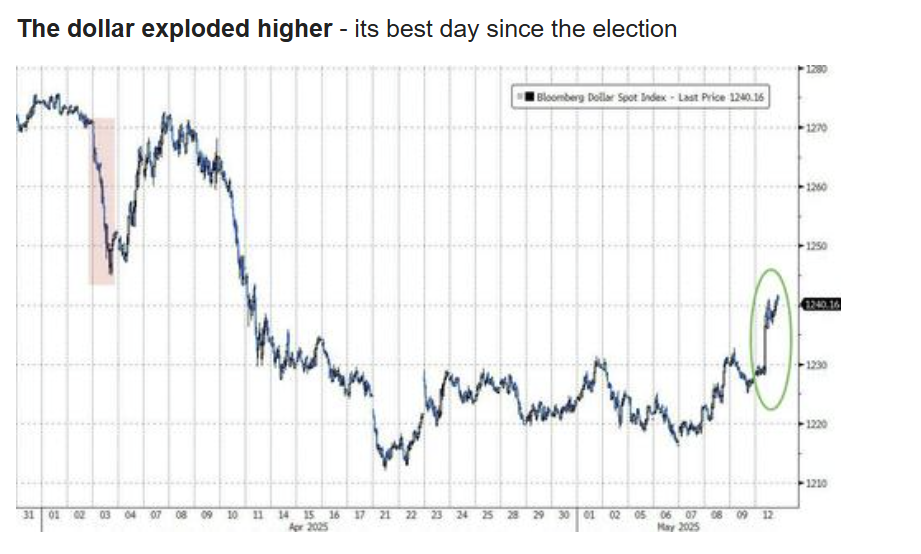 The dollar exploded higher - its best day since the election
1280
Bloomberg Dollar Spot Index - Last Price 1240.16
1270
1260
1250
1240.16
1230
1220
1210
31 01 02 03 04 07 08 09 10 11 14 15 16 17 21 22 23 24 25 28 29 30 01 02 05 06 07 08 09 12
Apr 2025 May 2025